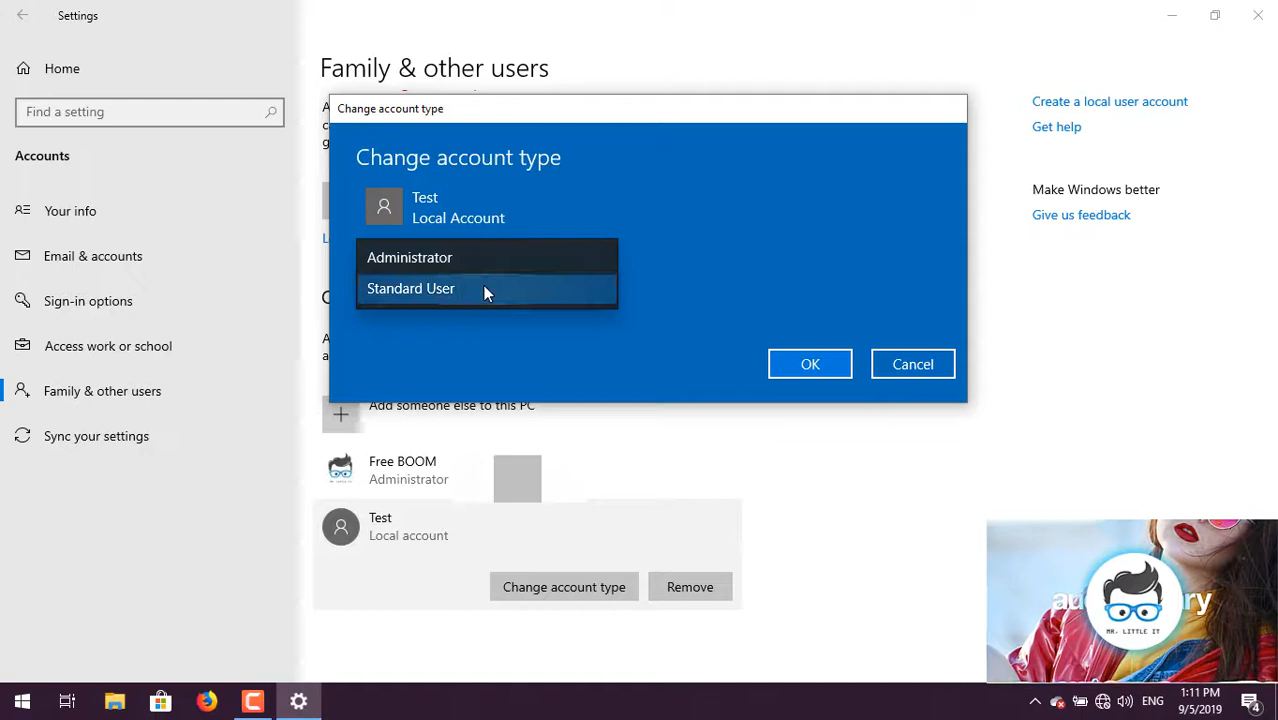 Settings
Home
Find a setting
Accounts
Your info
Email & accounts
Sign-in options
Access work or school
Family & other users
Sync your settings
Family & other users
Change account type
Change account type
Test
Local Account
Administrator
Standard User
OK
Cancel
Add someone else to this PC
Free BOOM
Administrator
Test
Local account
Change account type
Remove
Create a local user account
Get help
Make Windows better
Give us feedback
MR. LITTLE IT
ENG
1:11 PM
9/5/2019
4